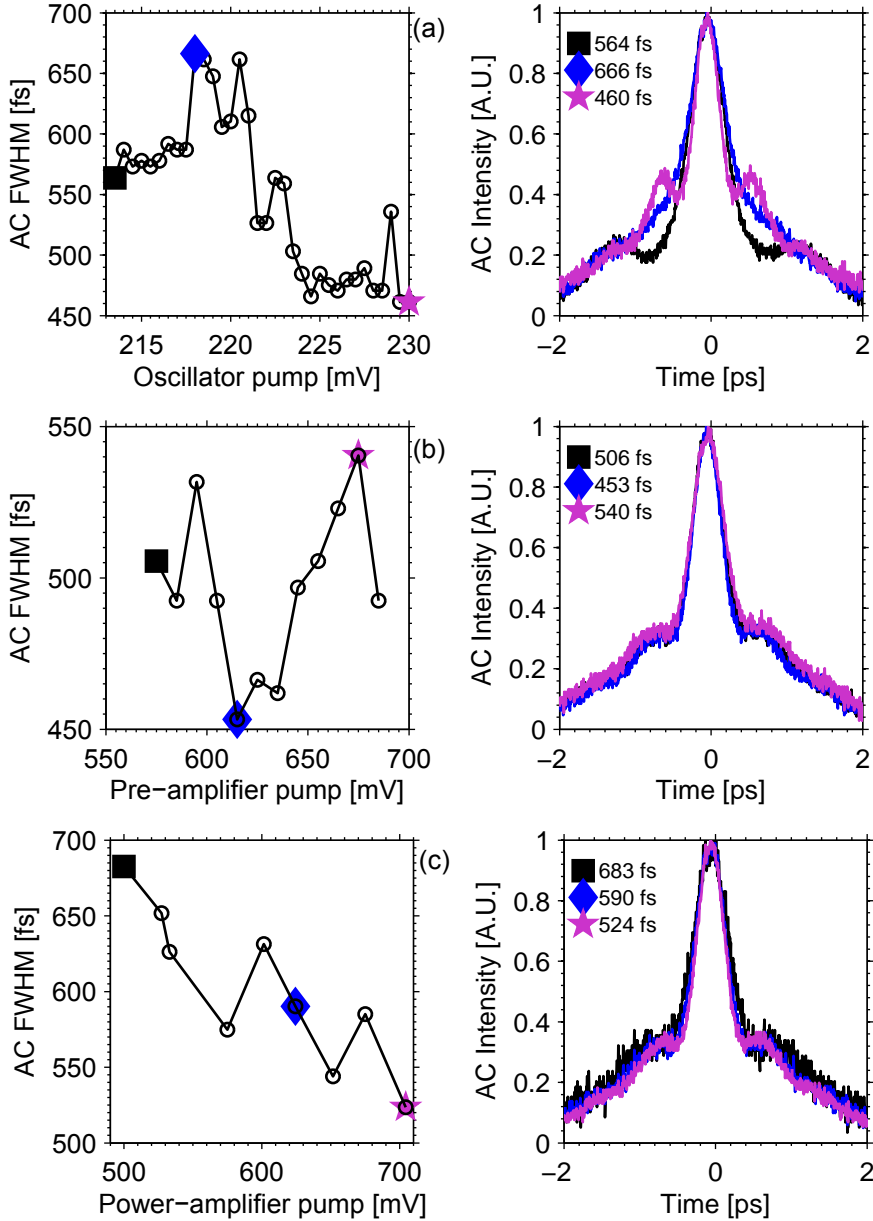 (a)
AC FWHM [fs]
700
650
600
550
500
450
215 220 225 230
Oscillator pump [mV]
AC Intensity [A.U.]
1
0.8
0.6
0.4
0.2
0
564 fs
666 fs
460 fs
−2 0 2
Time [ps]
(b)
AC FWHM [fs]
550
500
450
550 600 650 700
Pre−amplifier pump [mV]
AC Intensity [A.U.]
1
0.8
0.6
0.4
0.2
0
506 fs
453 fs
540 fs
−2 0 2
Time [ps]
(c)
AC FWHM [fs]
700
650
600
550
500
500 600 700
Power−amplifier pump [mV]
AC Intensity [A.U.]
1
0.8
0.6
0.4
0.2
0
683 fs
590 fs
524 fs
−2 0 2
Time [ps]